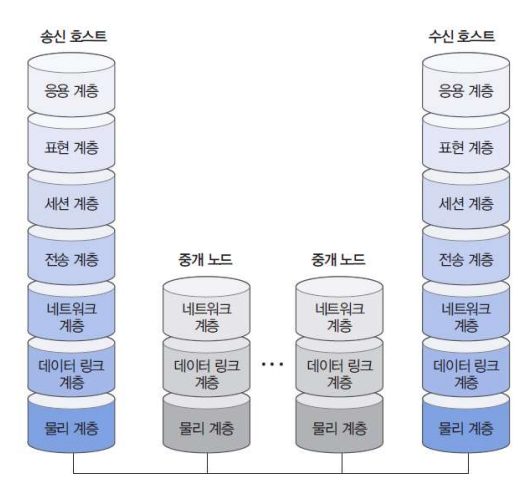 송신 호스트
수신 호스트
응용 계층
응용 계층
표현 계층
표현 계층
세션 계층
세션 계층
전송 계층
중개 노드
중개 노드
전송 계층
네트워크
계층
네트워크
계층
네트워크
계층
네트워크
계층
데이터 링크
계층
데이터 링크
계층
...
데이터 링크
계층
데이터 링크
계층
물리 계층
물리 계층
물리 계층
물리 계층